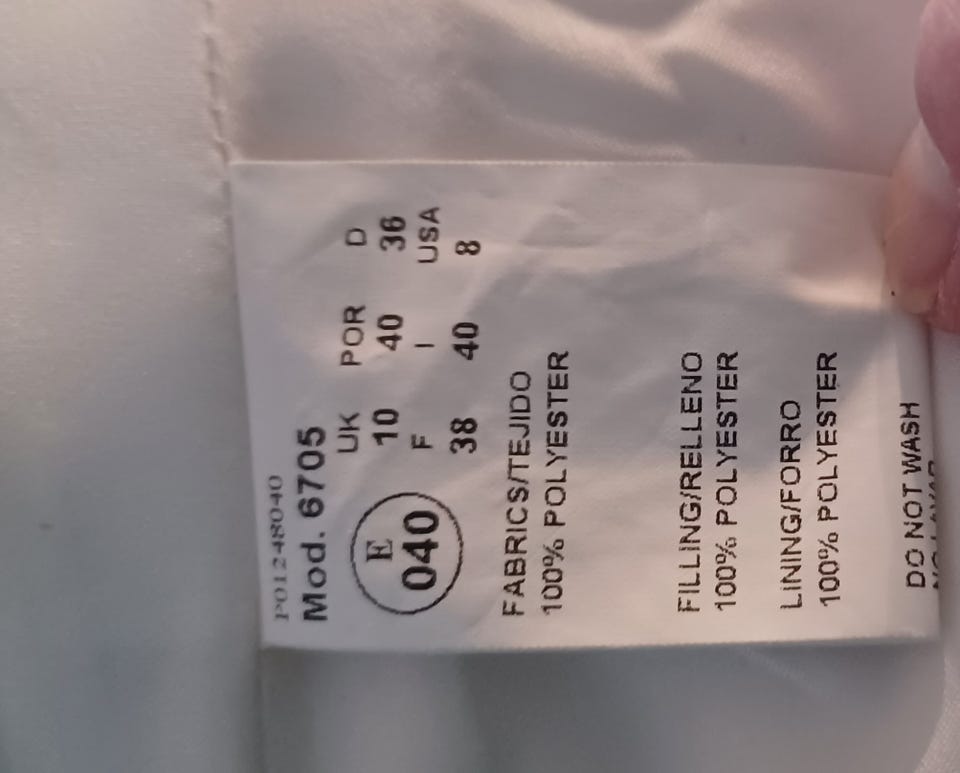 P01248040
Mod. 6705
UK POR D
E 10 40 36
040 F I USA
38 40 8
FABRICS/TEJIDO
100% POLYESTER
FILLING/RELLENO
100% POLYESTER
LINING/FORRO
100% POLYESTER
DO NOT WASH